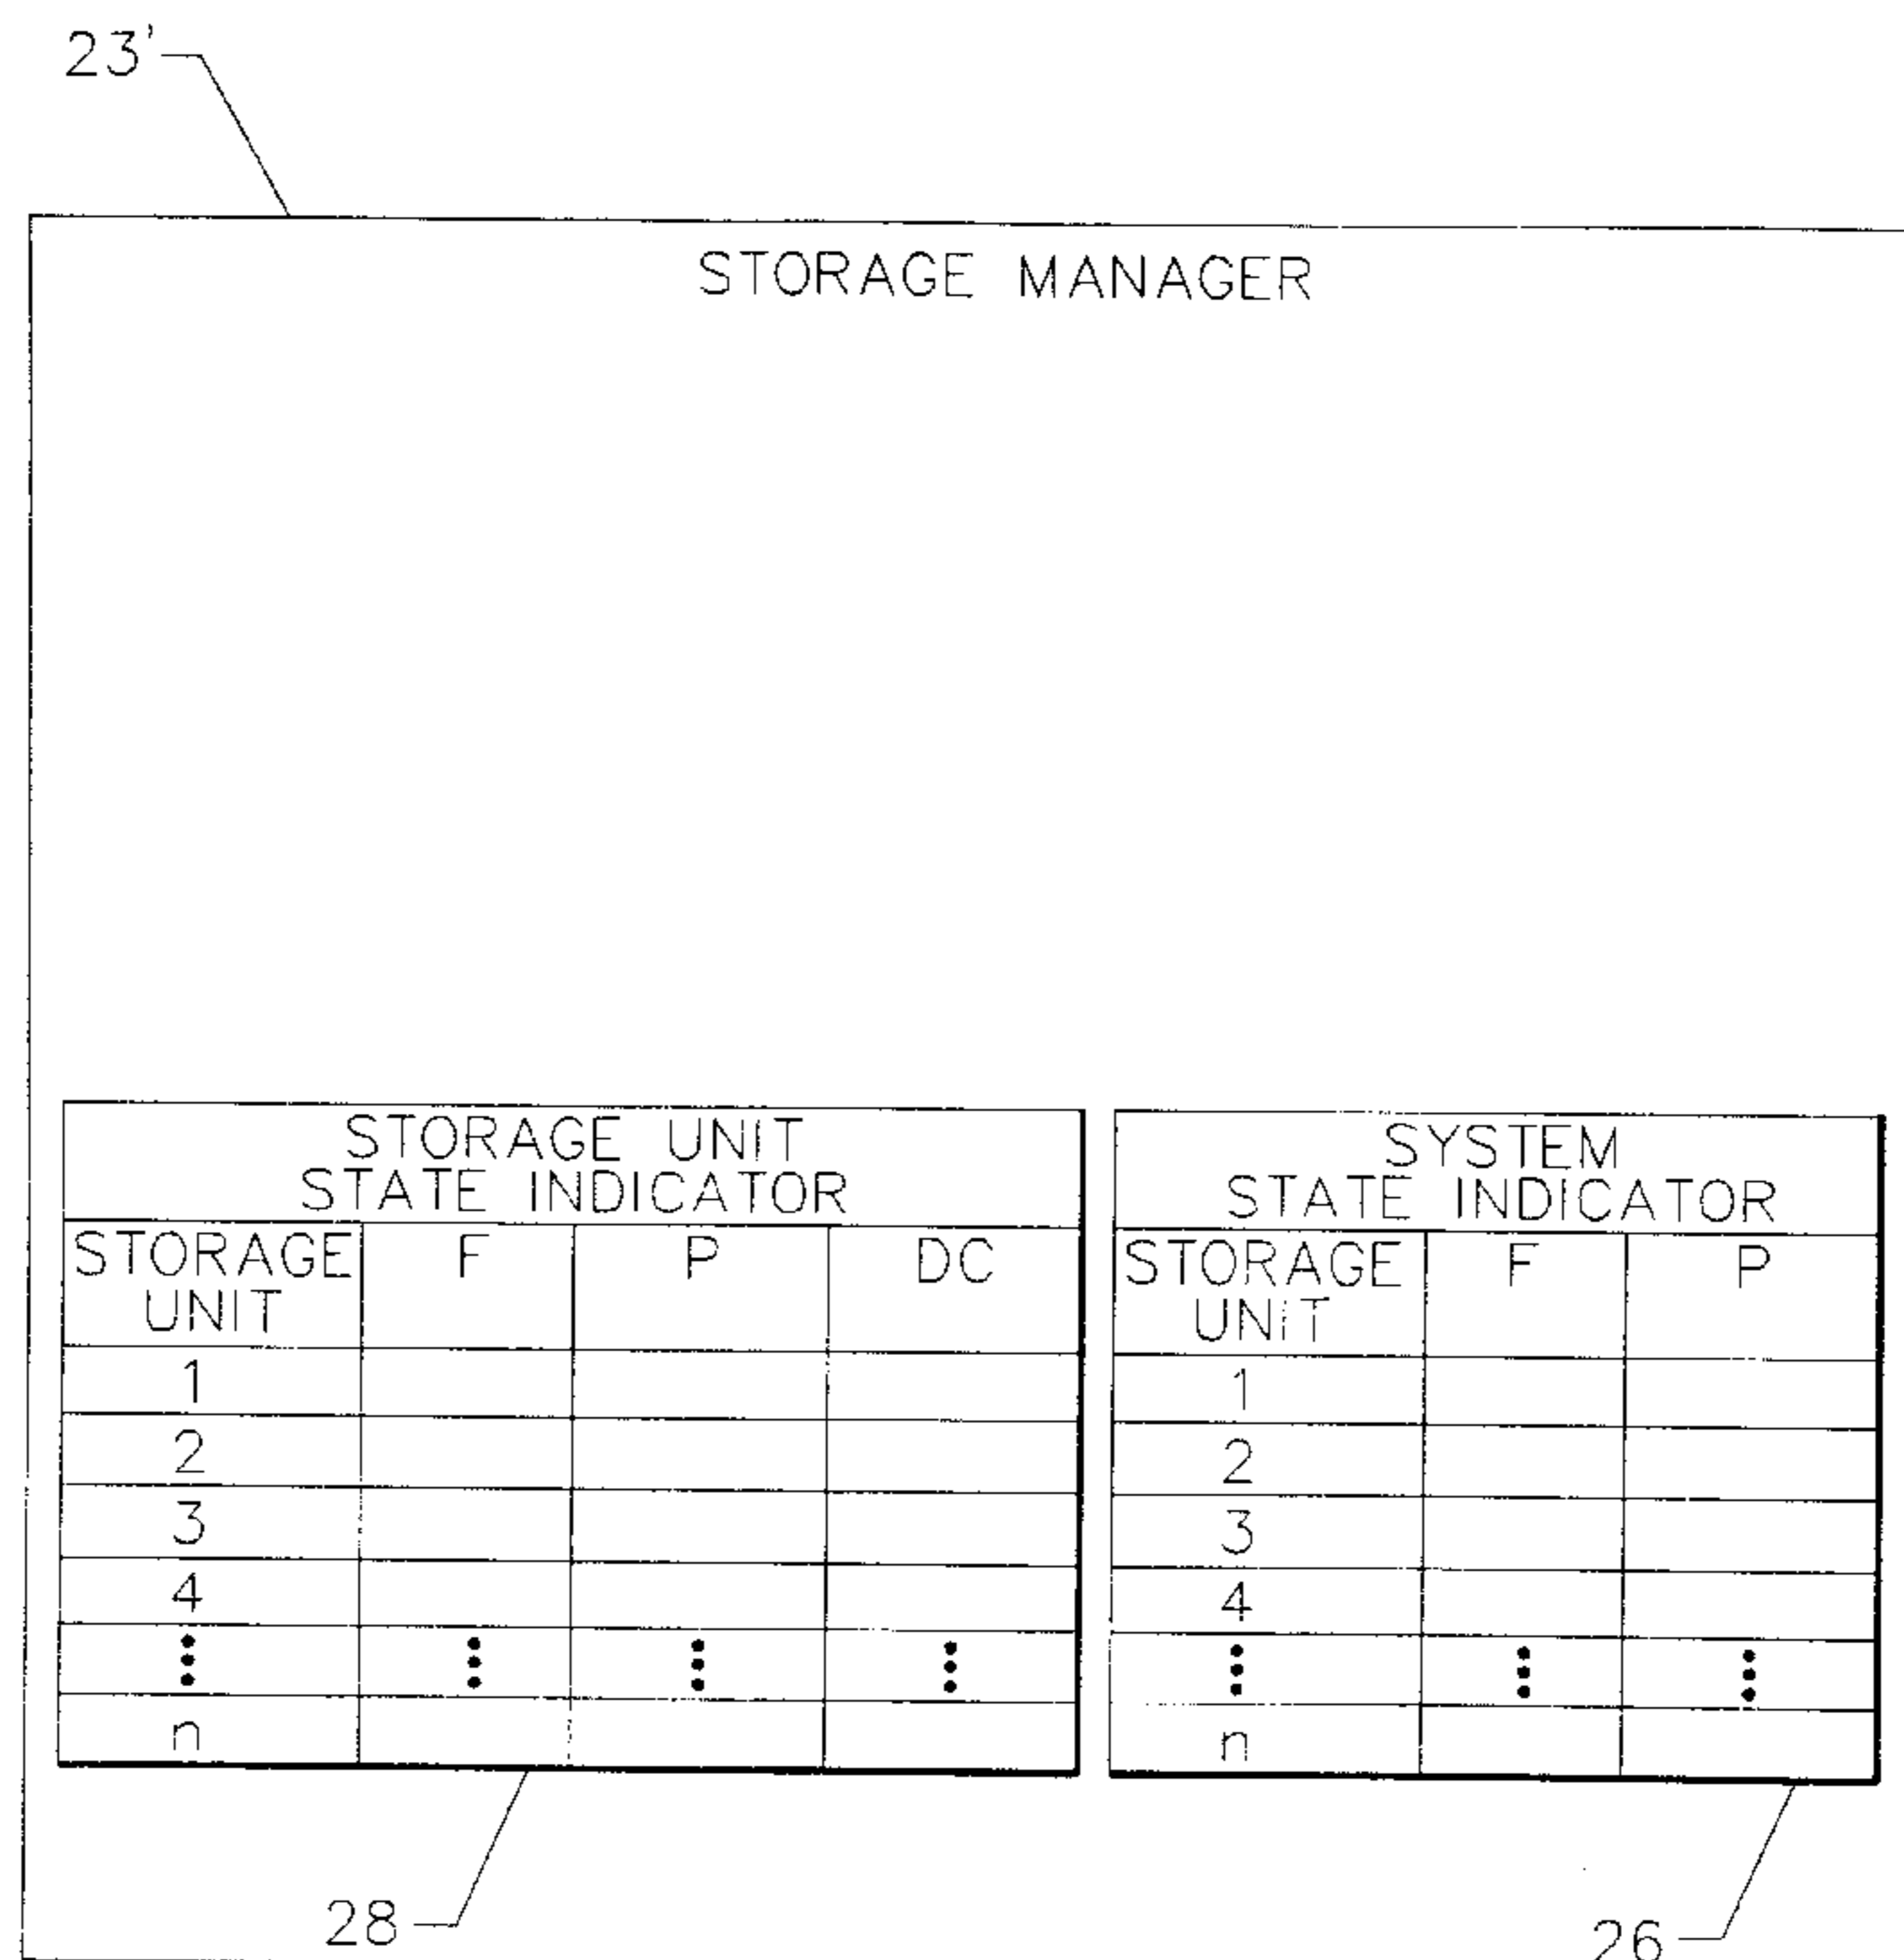 23'
STORAGE MANAGER
STORAGE UNIT
STATE INDICATOR
STORAGE UNIT F P DC
1
2
3
4
n
28
SYSTEM
STATE INDICATOR
STORAGE UNIT F P
1
2
3
4
n
26